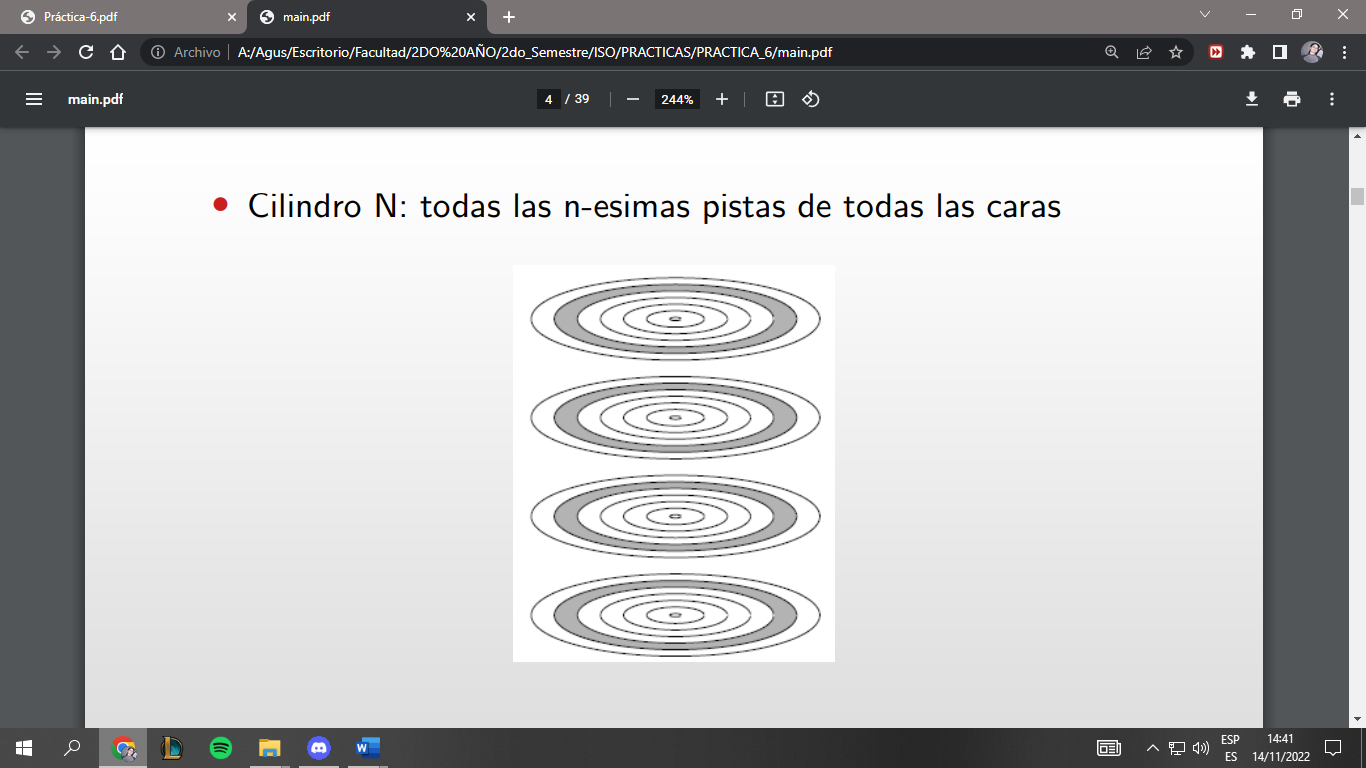 Práctica-6.pdf
main.pdf
Archivo
A:/Agus/Escritorio/Facultad/2DO%20AÑO/2do_Semestre/ISO/PRACTICAS/PRACTICA_6/main.pdf
main.pdf
4 / 39
244%
Cilindro N: todas las n-esimas pistas de todas las caras
ESP
ES
14:41
14/11/2022